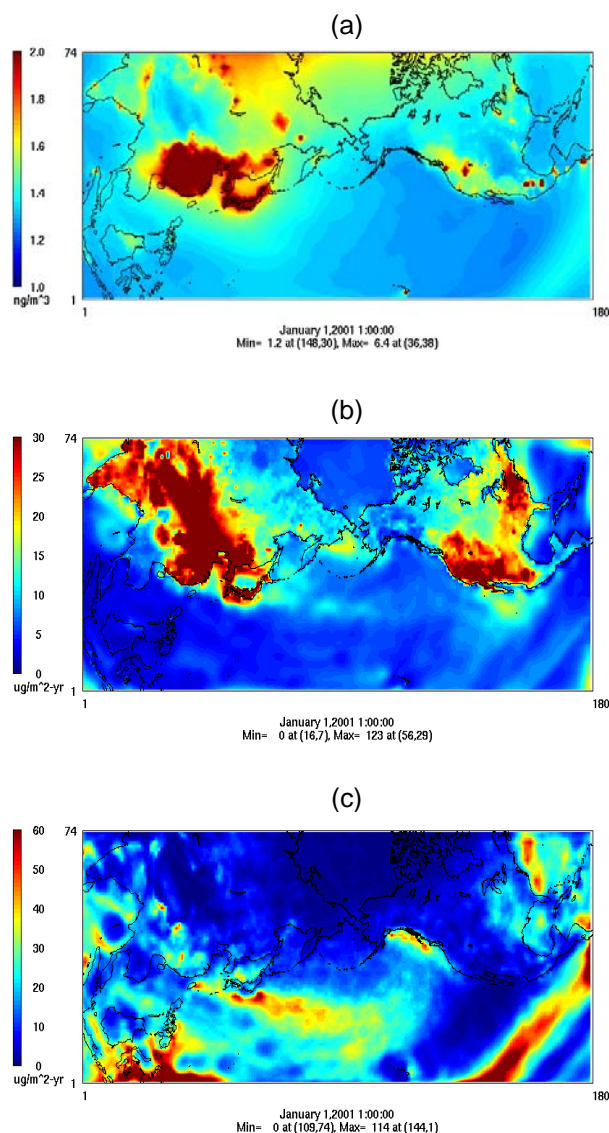 (a)
2.0
74
1.8
1.6
1.4
1.2
1.0
ng/m^3
1
1
180
January 1,2001 1:00:00
Min= 1.2 at (148,30), Max= 6.4 at (36,38)
(b)
30
74
25
20
15
10
5
0
ug/m^2-yr
1
1
180
January 1,2001 1:00:00
Min= 0 at (16,7), Max= 123 at (56,29)
(c)
60
74
50
40
30
20
10
0
ug/m^2-yr
1
1
180
January 1,2001 1:00:00
Min= 0 at (109,74), Max= 114 at (144,1)